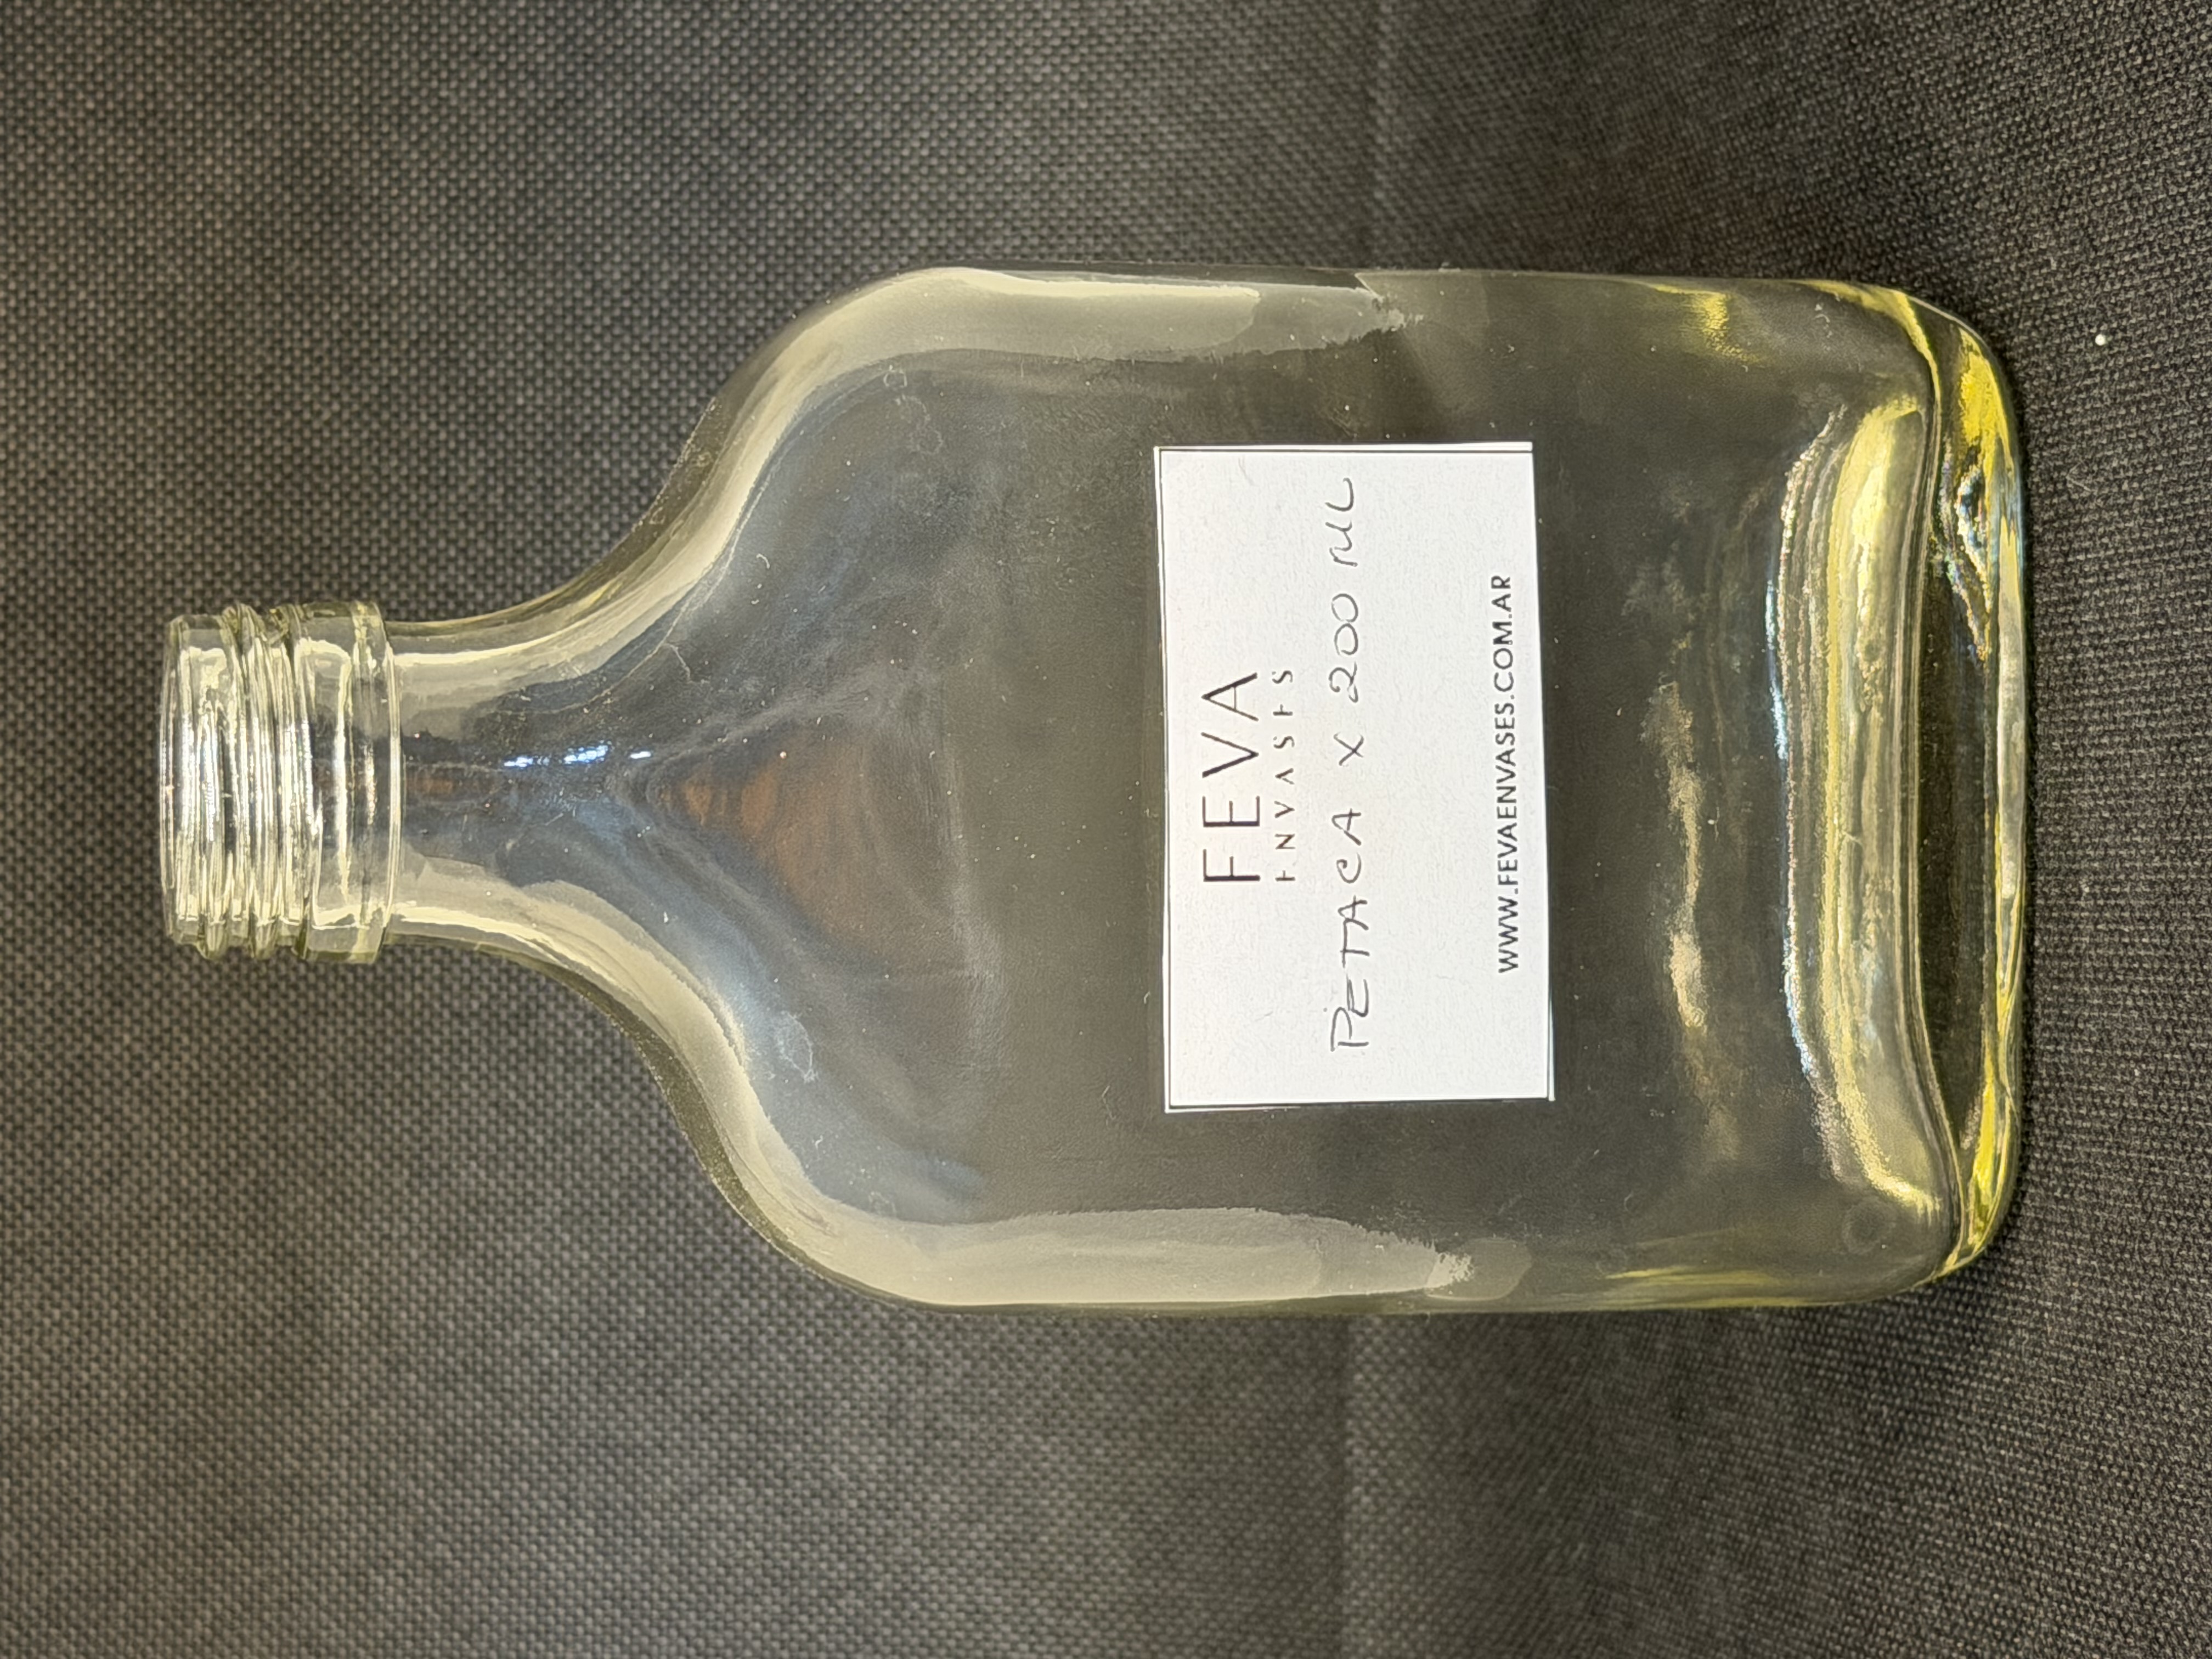 FEVA
ENVASES
PETACA X 200 ML
WWW.FEVAENVASES.COM.AR